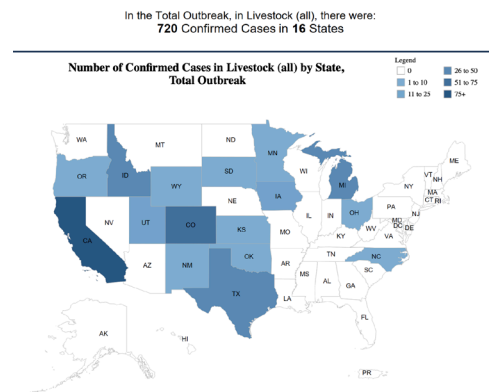 In the Total Outbreak, in Livestock (all), there were:
720 Confirmed Cases in 16 States
Number of Confirmed Cases in Livestock (all) by State,
Total Outbreak
Legend
0
26 to 50
1 to 10
51 to 75
11 to 25
75+
WA
MT
ND
MN
OR
ID
WY
SD
WI
MI
NY
VT
NH
ME
MA
CT
RI
NV
UT
CO
NE
IA
IL
IN
OH
PA
NJ
CA
KS
MO
KY
WV
MD
DC
DE
VA
AZ
NM
OK
AR
TN
NC
SC
TX
LA
MS
AL
GA
FL
AK
HI
PR